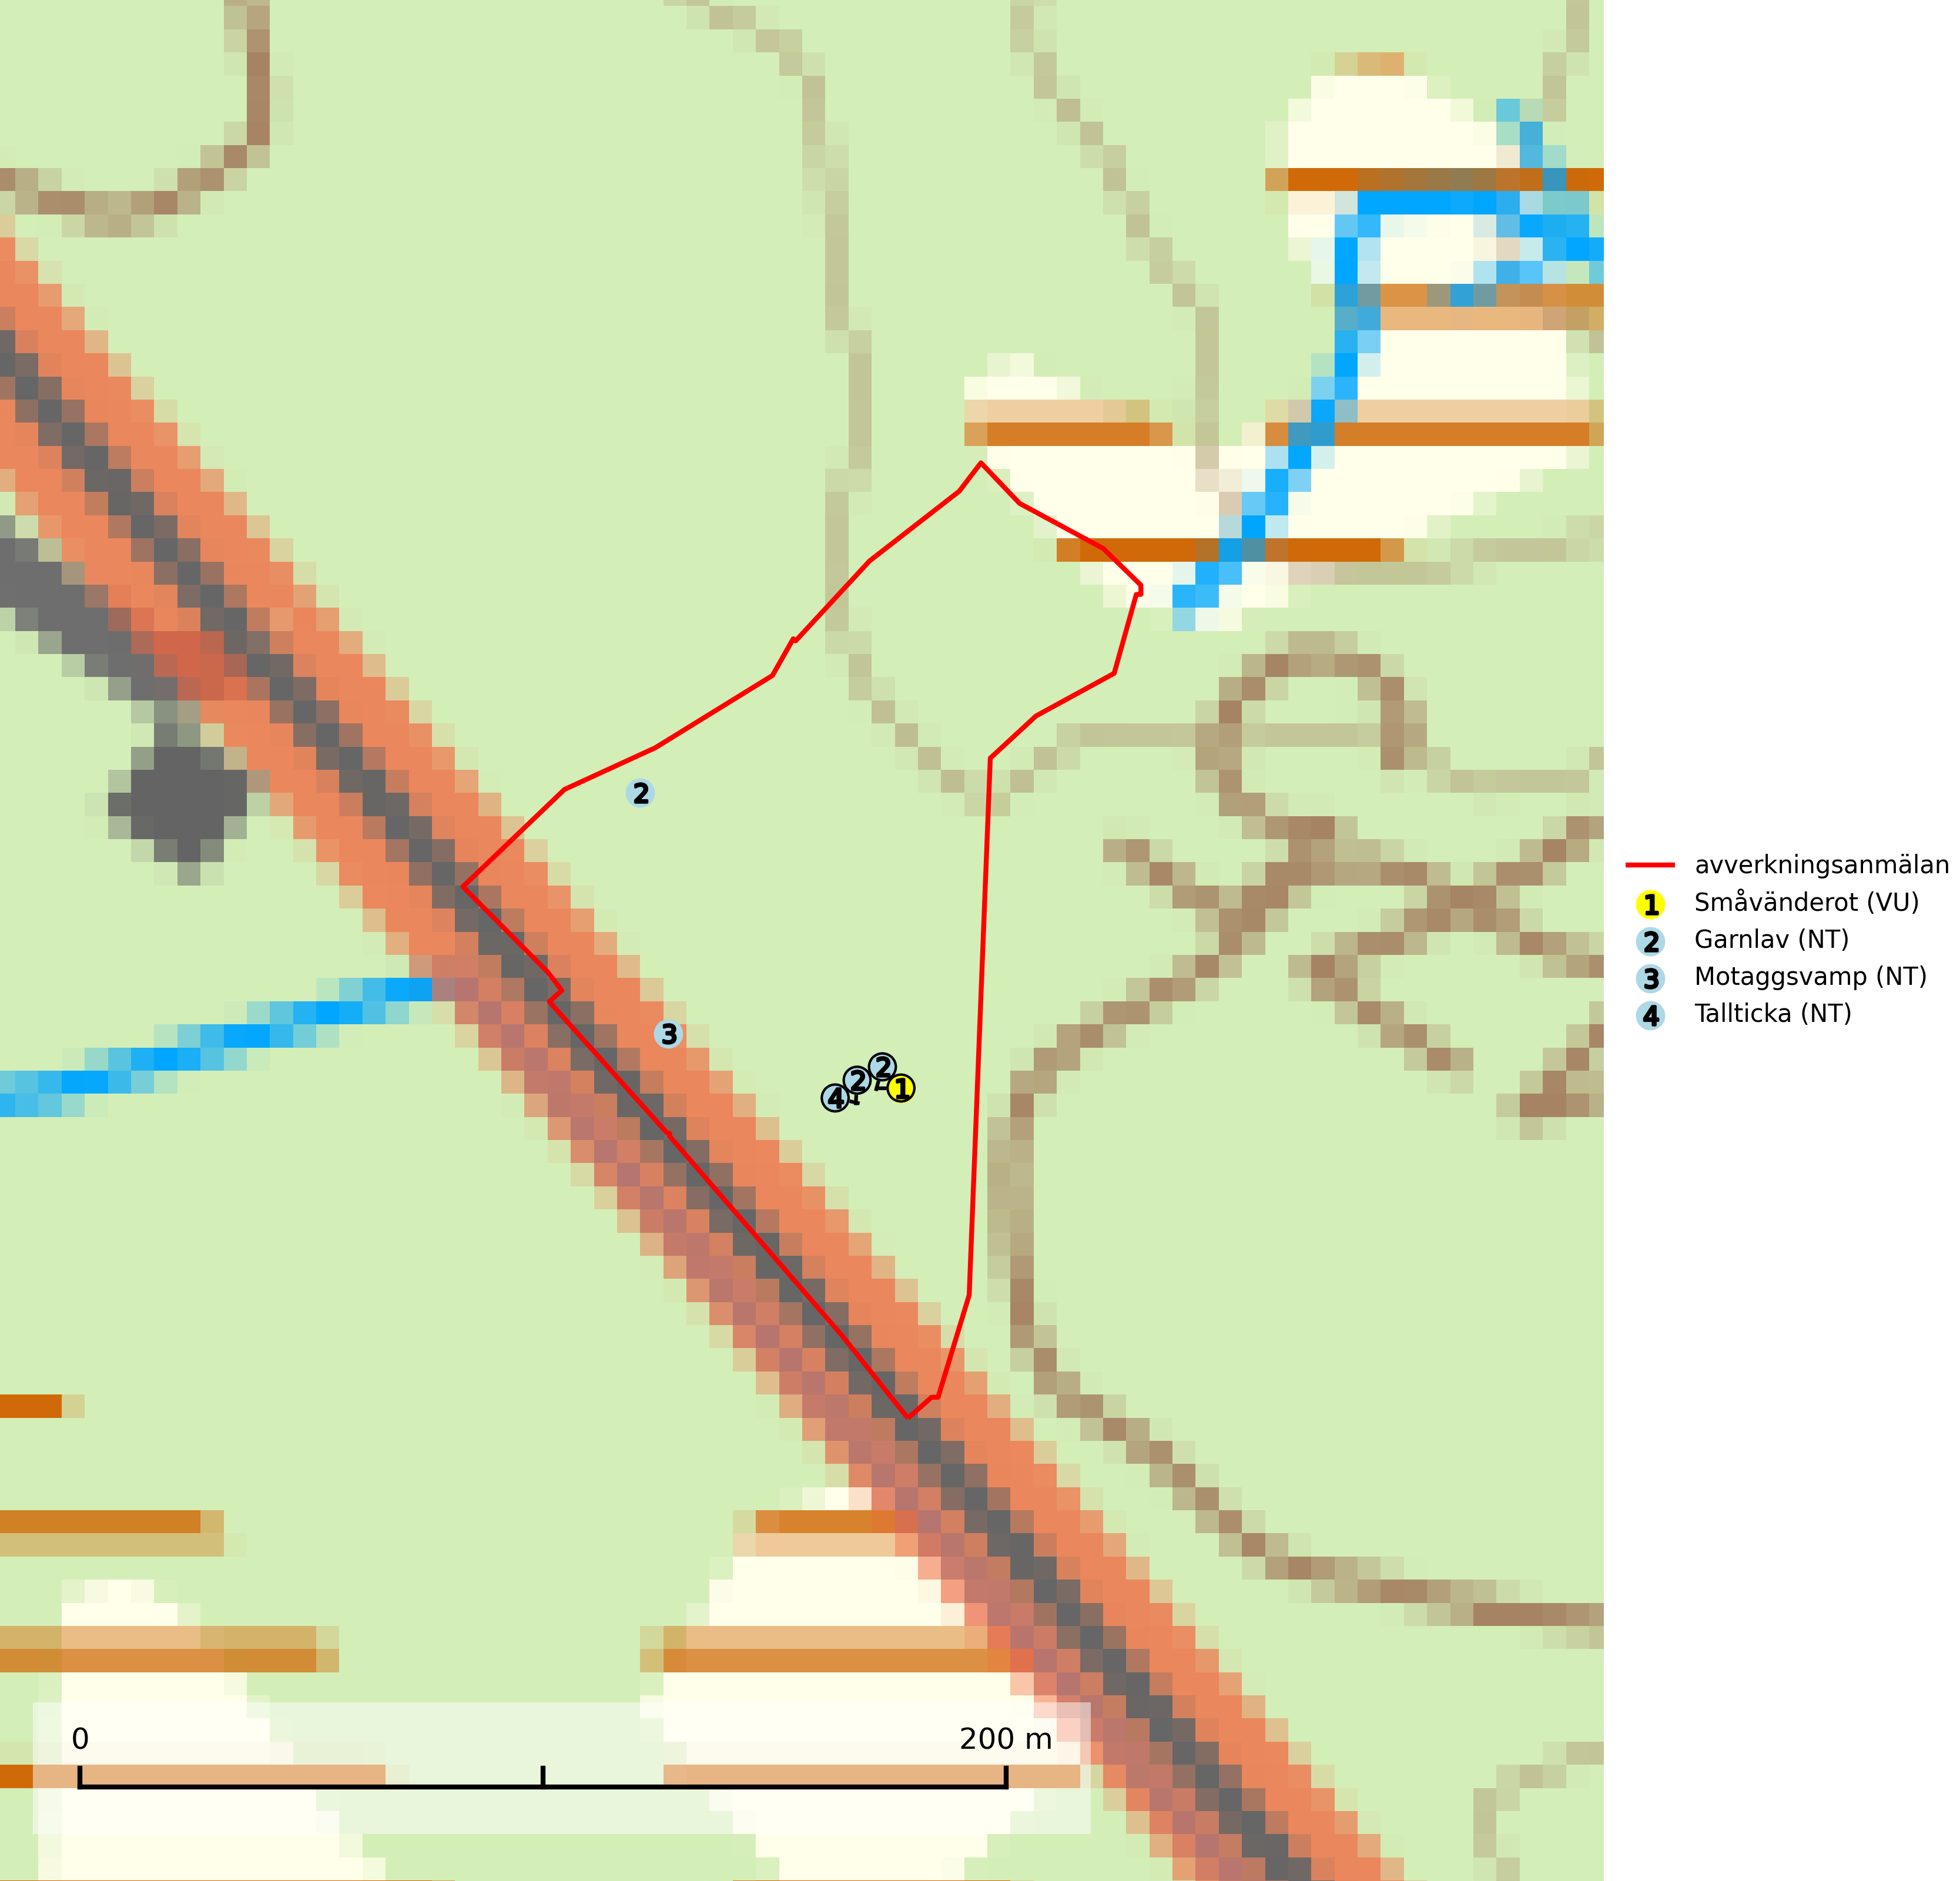 2
3
2
2
4
1
avverkningsanmälan
1 Småvänderot (VU)
2 Garnlav (NT)
3 Motaggsvamp (NT)
4 Tallticka (NT)
0 200 m